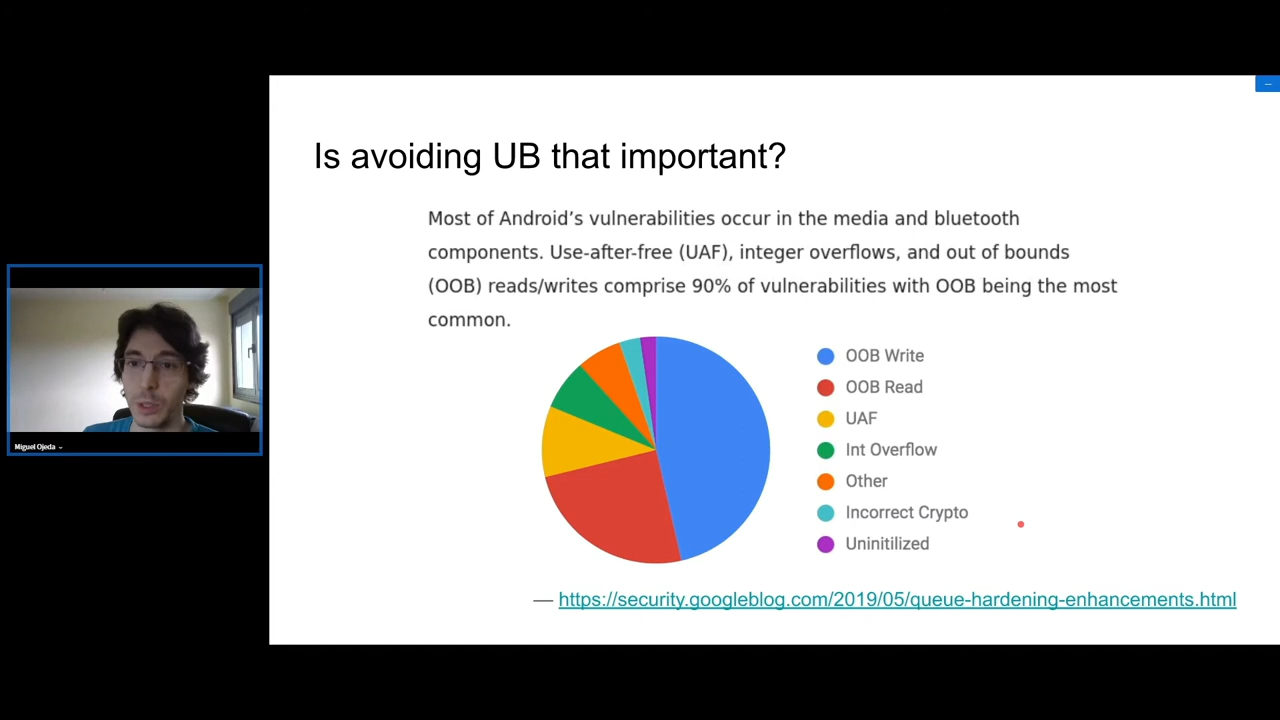 Is avoiding UB that important?
Most of Android's vulnerabilities occur in the media and bluetooth
components. Use-after-free (UAF), integer overflows, and out of bounds
(OOB) reads/writes comprise 90% of vulnerabilities with OOB being the most
common.
OOB Write
OOB Read
UAF
Int Overflow
Other
Incorrect Crypto
Uninitilized
— https://security.googleblog.com/2019/05/queue-hardening-enhancements.html
Miguel Ojeda